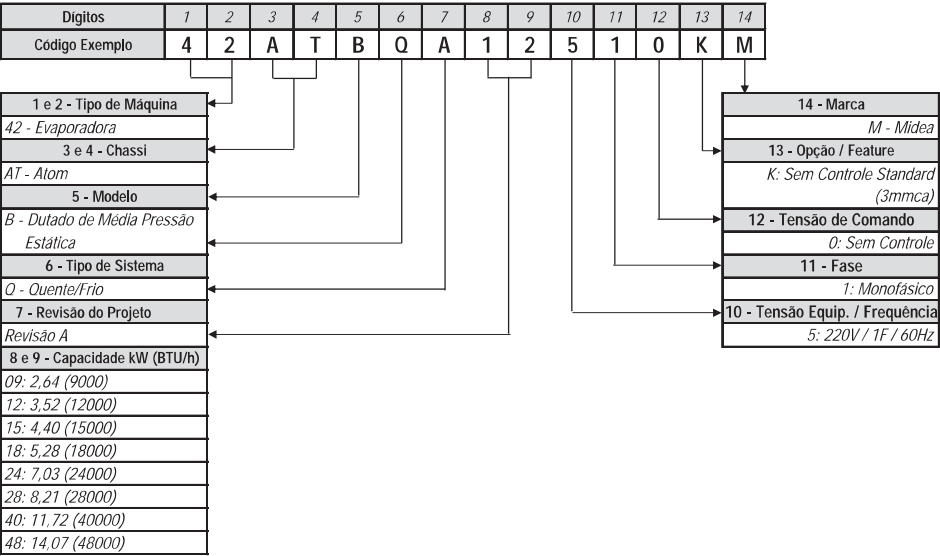 Dígitos 1 2 3 4 5 6 7 8 9 10 11 12 13 14
Código Exemplo 4 2 A T B Q A 1 2 5 1 0 K M
1 e 2 - Tipo de Máquina
42 - Evaporadora
3 e 4 - Chassi
AT - Atom
5 - Modelo
B - Dutado de Média Pressão
Estática
6 - Tipo de Sistema
Q - Quente/Frio
7 - Revisão do Projeto
Revisão A
8 e 9 - Capacidade kW (BTU/h)
09: 2,64 (9000)
12: 3,52 (12000)
15: 4,40 (15000)
18: 5,28 (18000)
24: 7,03 (24000)
28: 8,21 (28000)
40: 11,72 (40000)
48: 14,07 (48000)
14 - Marca
M - Midea
13 - Opção / Feature
K: Sem Controle Standard
(3mmca)
12 - Tensão de Comando
0: Sem Controle
11 - Fase
1: Monofásico
10 - Tensão Equip. / Frequência
5: 220V / 1F / 60Hz